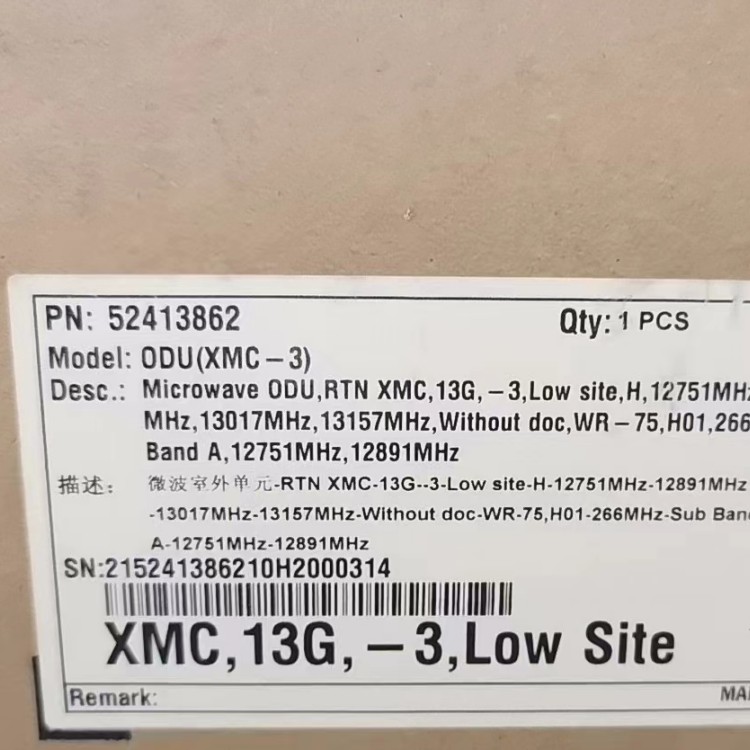 PN: 52413862
Qty: 1 PCS
Model: ODU(XMC-3)
Desc.: Microwave ODU,RTN XMC,13G,-3,Low site,H,12751MHz
MHz,13017MHz,13157MHz,Without doc,WR-75,H01,266
Band A,12751MHz,12891MHz
描述: 微波室外单元-RTN XMC-13G--3-Low site-H-12751MHz-12891MHz
-13017MHz-13157MHz-Without doc-WR-75,H01-266MHz-Sub Band
A-12751MHz-12891MHz
SN:215241386210H2000314
XMC,13G,-3,Low Site
Remark: